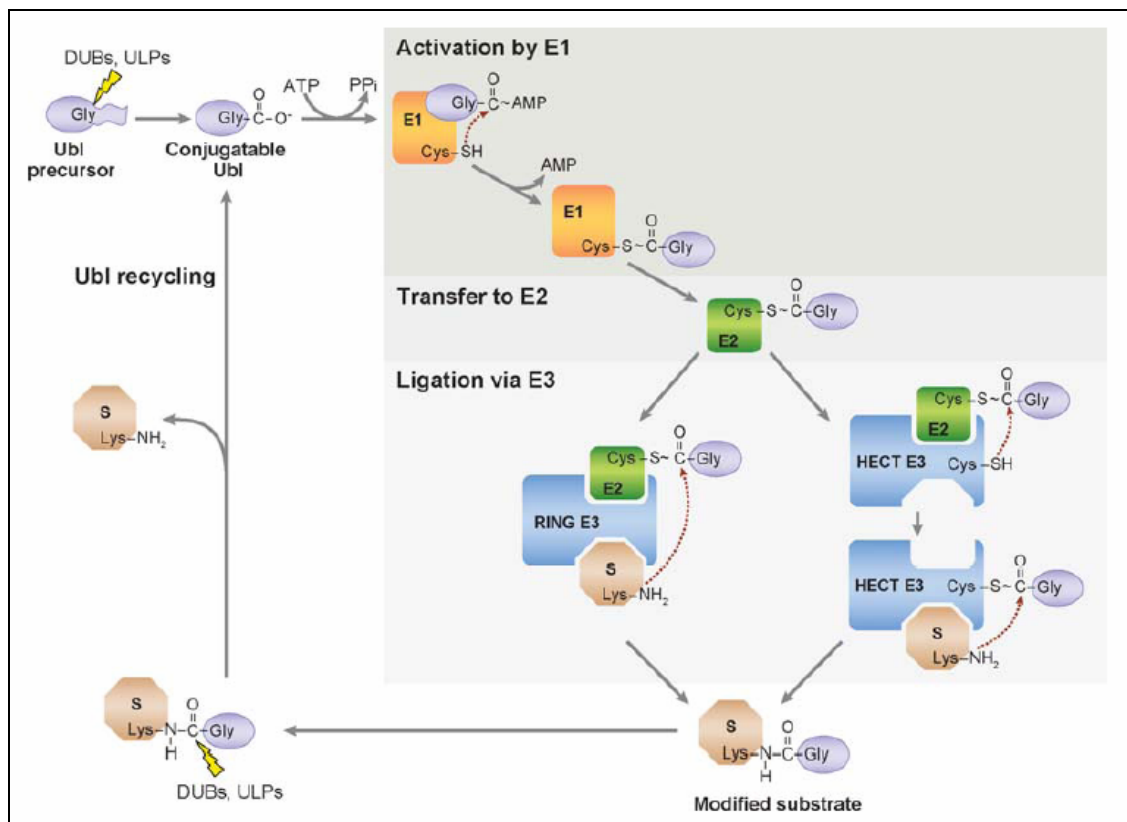 DUBs, ULPs
Gly
Ubl
precursor
Gly-C-O-
O
Conjugatable
Ubl
ATP
PPi
Activation by E1
E1
Gly-C~AMP
O
Cys-SH
AMP
E1
O
Cys-S~C-Gly
Transfer to E2
O
Cys-S~C-Gly
E2
Ubl recycling
S
Lys-NH2
Ligation via E3
O
Cys-S~C-Gly
E2
RING E3
S
Lys-NH2
O
Cys-S~C-Gly
E2
HECT E3
Cys-SH
O
HECT E3
Cys-S~C-Gly
S
Lys-NH2
S
O
Lys-N-C-Gly
H
DUBs, ULPs
S
O
Lys-N-C-Gly
H
Modified substrate